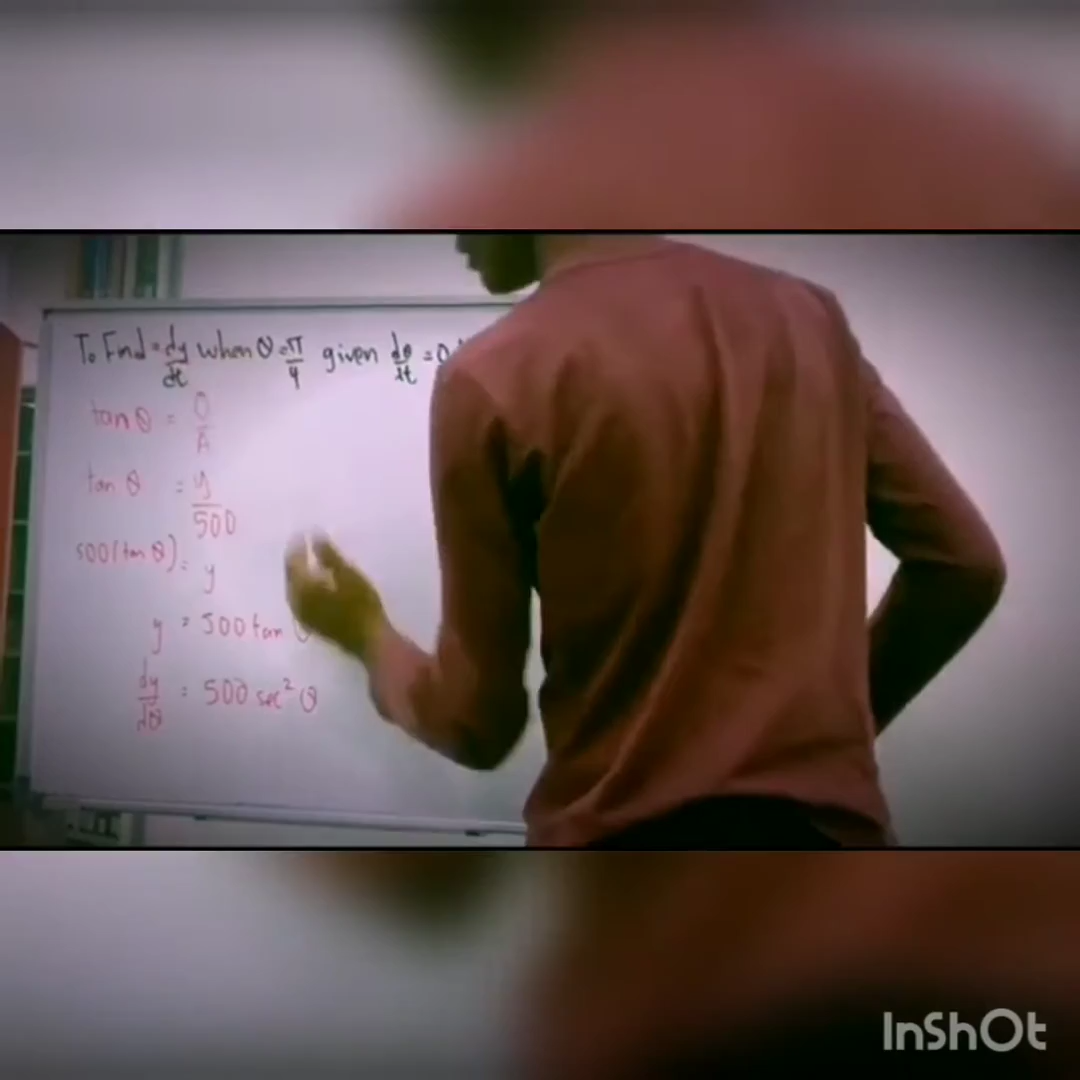 To Find = dy/dt when θ = π/4 given dθ/dt = 0
tan θ = O/A
tan θ = y/500
500(tan θ) = y
y = 500 tan θ
dy/dθ = 500 sec² θ
InShOt